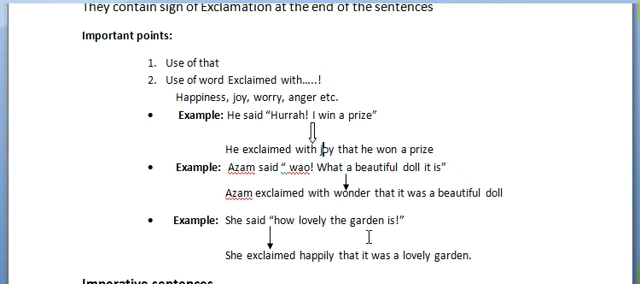 They contain sign of Exclamation at the end of the sentences
Important points:
1. Use of that
2. Use of word Exclaimed with…..!
Happiness, joy, worry, anger etc.
• Example: He said “Hurrah! I win a prize”
He exclaimed with joy that he won a prize
• Example: Azam said “ wao! What a beautiful doll it is”
Azam exclaimed with wonder that it was a beautiful doll
• Example: She said “how lovely the garden is!”
She exclaimed happily that it was a lovely garden.
Imperative sentences